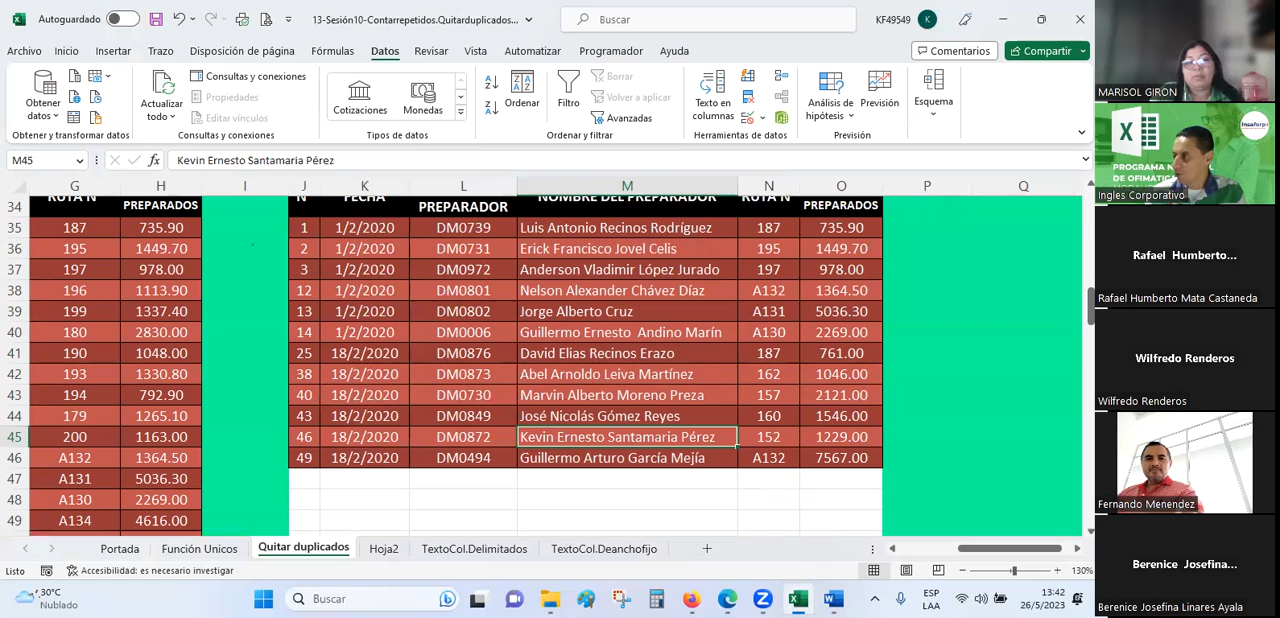 Autoguardado
13-Sesión10-Contarrepetidos.Quitarduplicados...
Buscar
KF49549
K
Archivo Inicio Insertar Trazo Disposición de página Fórmulas Datos Revisar Vista Automatizar Programador Ayuda
Comentarios
Compartir
Obtener datos
Actualizar todo
Consultas y conexiones
Propiedades
Editar vínculos
Cotizaciones
Monedas
Ordenar
Filtro
Borrar
Volver a aplicar
Avanzadas
Texto en columnas
Análisis de hipótesis
Previsión
Esquema
Obtener y transformar datos
Consultas y conexiones
Tipos de datos
Ordenar y filtrar
Herramientas de datos
Previsión
M45
fx
Kevin Ernesto Santamaria Pérez
G H I J K L M N O P Q
34 RUTA N PREPARADOS N FECHA PREPARADOR NOMBRE DEL PREPARADOR RUTA N PREPARADOS
35 187 735.90 1 1/2/2020 DM0739 Luis Antonio Recinos Rodríguez 187 735.90
36 195 1449.70 2 1/2/2020 DM0731 Erick Francisco Jovel Celis 195 1449.70
37 197 978.00 3 1/2/2020 DM0972 Anderson Vladimir López Jurado 197 978.00
38 196 1113.90 12 1/2/2020 DM0801 Nelson Alexander Chávez Díaz A132 1364.50
39 199 1337.40 13 1/2/2020 DM0802 Jorge Alberto Cruz A131 5036.30
40 180 2830.00 14 1/2/2020 DM0006 Guillermo Ernesto Andino Marín A130 2269.00
41 190 1048.00 25 18/2/2020 DM0876 David Elias Recinos Erazo 187 761.00
42 193 1330.80 38 18/2/2020 DM0873 Abel Arnoldo Leiva Martínez 162 1046.00
43 194 792.90 40 18/2/2020 DM0730 Marvin Alberto Moreno Preza 157 2121.00
44 179 1265.10 43 18/2/2020 DM0849 José Nicolás Gómez Reyes 160 1546.00
45 200 1163.00 46 18/2/2020 DM0872 Kevin Ernesto Santamaria Pérez 152 1229.00
46 A132 1364.50 49 18/2/2020 DM0494 Guillermo Arturo García Mejía A132 7567.00
47 A131 5036.30
48 A130 2269.00
49 A134 4616.00
Portada Función Unicos Quitar duplicados Hoja2 TextoCol.Delimitados TextoCol.Deanchofijo
Listo
Accesibilidad: es necesario investigar
130%
30°C
Nublado
Buscar
ESP
LAA
13:42
26/5/2023
MARISOL GIRON
PROGRAMA N
DE OFIMÁTIC
Insaforp
Ingles Corporativo
Rafael Humberto...
Rafael Humberto Mata Castaneda
Wilfredo Renderos
Wilfredo Renderos
Fernando Menendez
Berenice Josefina...
Berenice Josefina Linares Ayala